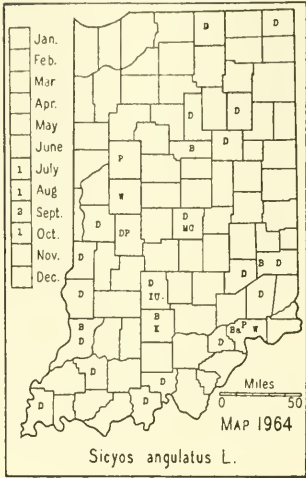 D D
Jan.
Feb.
Mar
Apr.
May
June
1 July
1 Aug
2 Sept.
1 Oct.
Nov.
Dec.
D D
D
B
P
W
D DP
D
MC
D
D B D
D
IU.
D D
B
K
B
D
Ba P W
D
D D
D D D
Miles
0 50
MAP 1964
Sicyos angulatus L.